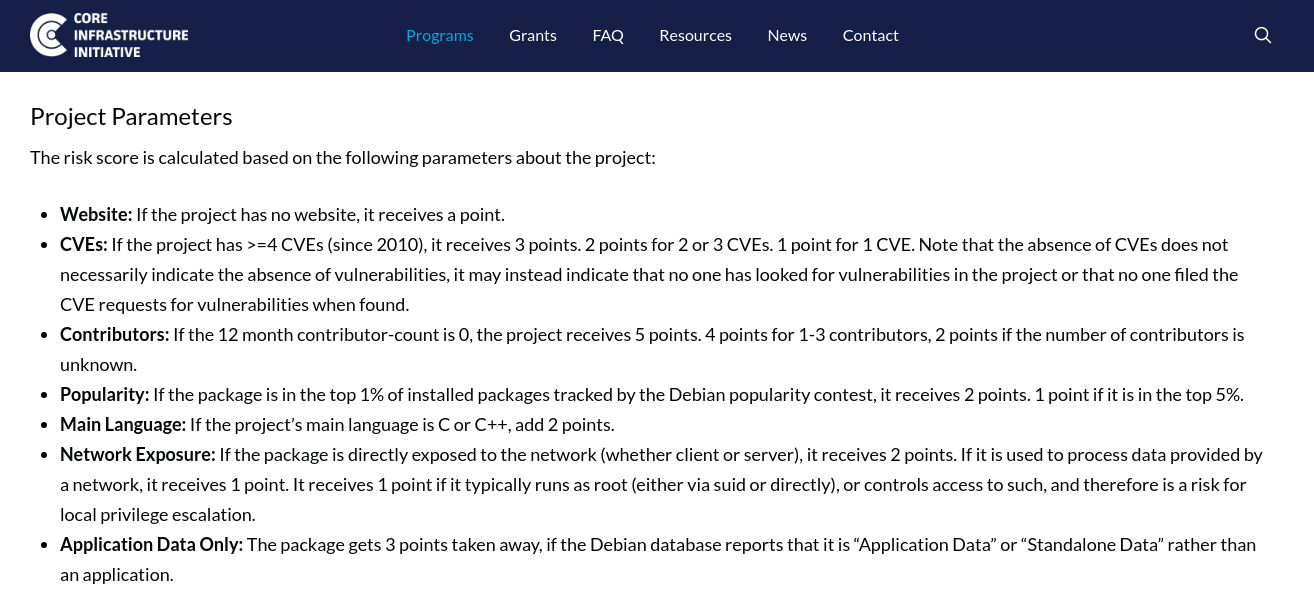 CORE
INFRASTRUCTURE
INITIATIVE
Programs Grants FAQ Resources News Contact
Project Parameters
The risk score is calculated based on the following parameters about the project:
• Website: If the project has no website, it receives a point.
• CVEs: If the project has >=4 CVEs (since 2010), it receives 3 points. 2 points for 2 or 3 CVEs. 1 point for 1 CVE. Note that the absence of CVEs does not
necessarily indicate the absence of vulnerabilities, it may instead indicate that no one has looked for vulnerabilities in the project or that no one filed the
CVE requests for vulnerabilities when found.
• Contributors: If the 12 month contributor-count is 0, the project receives 5 points. 4 points for 1-3 contributors, 2 points if the number of contributors is
unknown.
• Popularity: If the package is in the top 1% of installed packages tracked by the Debian popularity contest, it receives 2 points. 1 point if it is in the top 5%.
• Main Language: If the project’s main language is C or C++, add 2 points.
• Network Exposure: If the package is directly exposed to the network (whether client or server), it receives 2 points. If it is used to process data provided by
a network, it receives 1 point. It receives 1 point if it typically runs as root (either via suid or directly), or controls access to such, and therefore is a risk for
local privilege escalation.
• Application Data Only: The package gets 3 points taken away, if the Debian database reports that it is “Application Data” or “Standalone Data” rather than
an application.